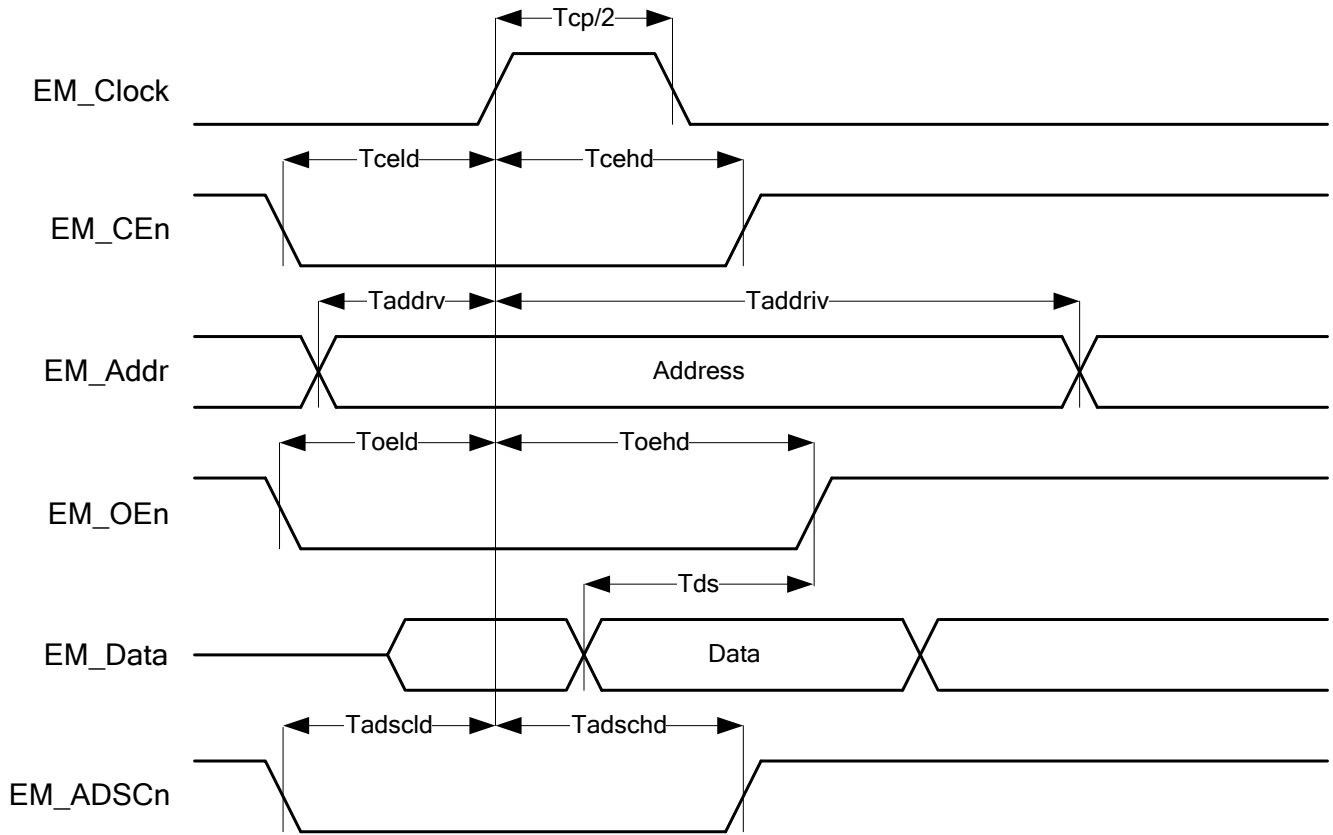 Tcp/2
EM_Clock
Tceld
Tcehd
EM_CEn
Taddrv
Taddriv
EM_Addr
Address
Toeld
Toehd
EM_OEn
Tds
EM_Data
Data
Tadscld
Tadschd
EM_ADSCn